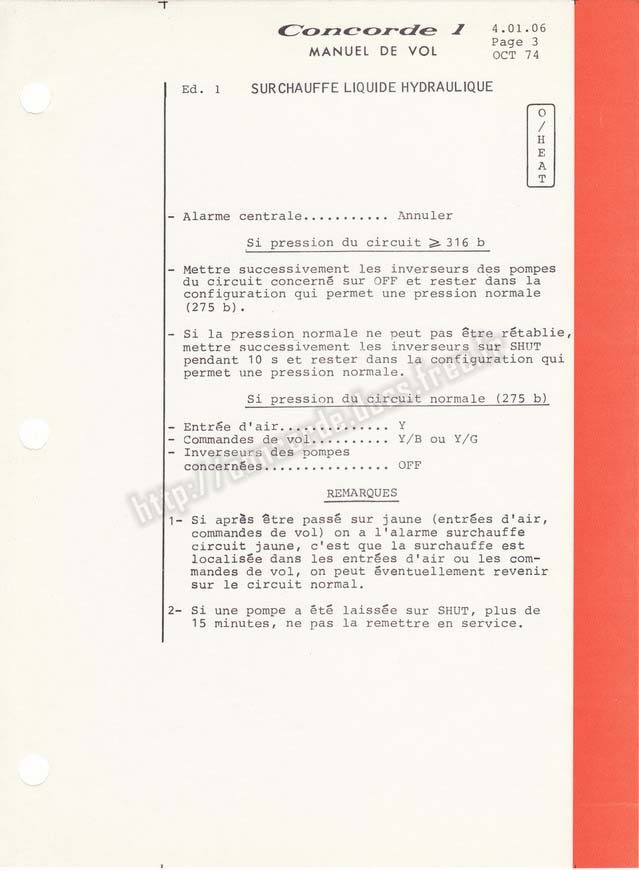 Concorde 1
MANUEL DE VOL
4.01.06
Page 3
OCT 74
Ed. 1 SURCHAUFFE LIQUIDE HYDRAULIQUE
O
/
H
E
A
T
- Alarme centrale........... Annuler
Si pression du circuit ⩾ 316 b
- Mettre successivement les inverseurs des pompes
du circuit concerné sur OFF et rester dans la
configuration qui permet une pression normale
(275 b).
- Si la pression normale ne peut pas être rétablie,
mettre successivement les inverseurs sur SHUT
pendant 10 s et rester dans la configuration qui
permet une pression normale.
Si pression du circuit normale (275 b)
- Entrée d'air.............. Y
- Commandes de vol.......... Y/B ou Y/G
- Inverseurs des pompes
concernées................ OFF
REMARQUES
1- Si après être passé sur jaune (entrées d'air,
commandes de vol) on a l'alarme surchauffe
circuit jaune, c'est que la surchauffe est
localisée dans les entrées d'air ou les com-
mandes de vol, on peut éventuellement revenir
sur le circuit normal.
2- Si une pompe a été laissée sur SHUT, plus de
15 minutes, ne pas la remettre en service.
http://concorde.docs.free.fr